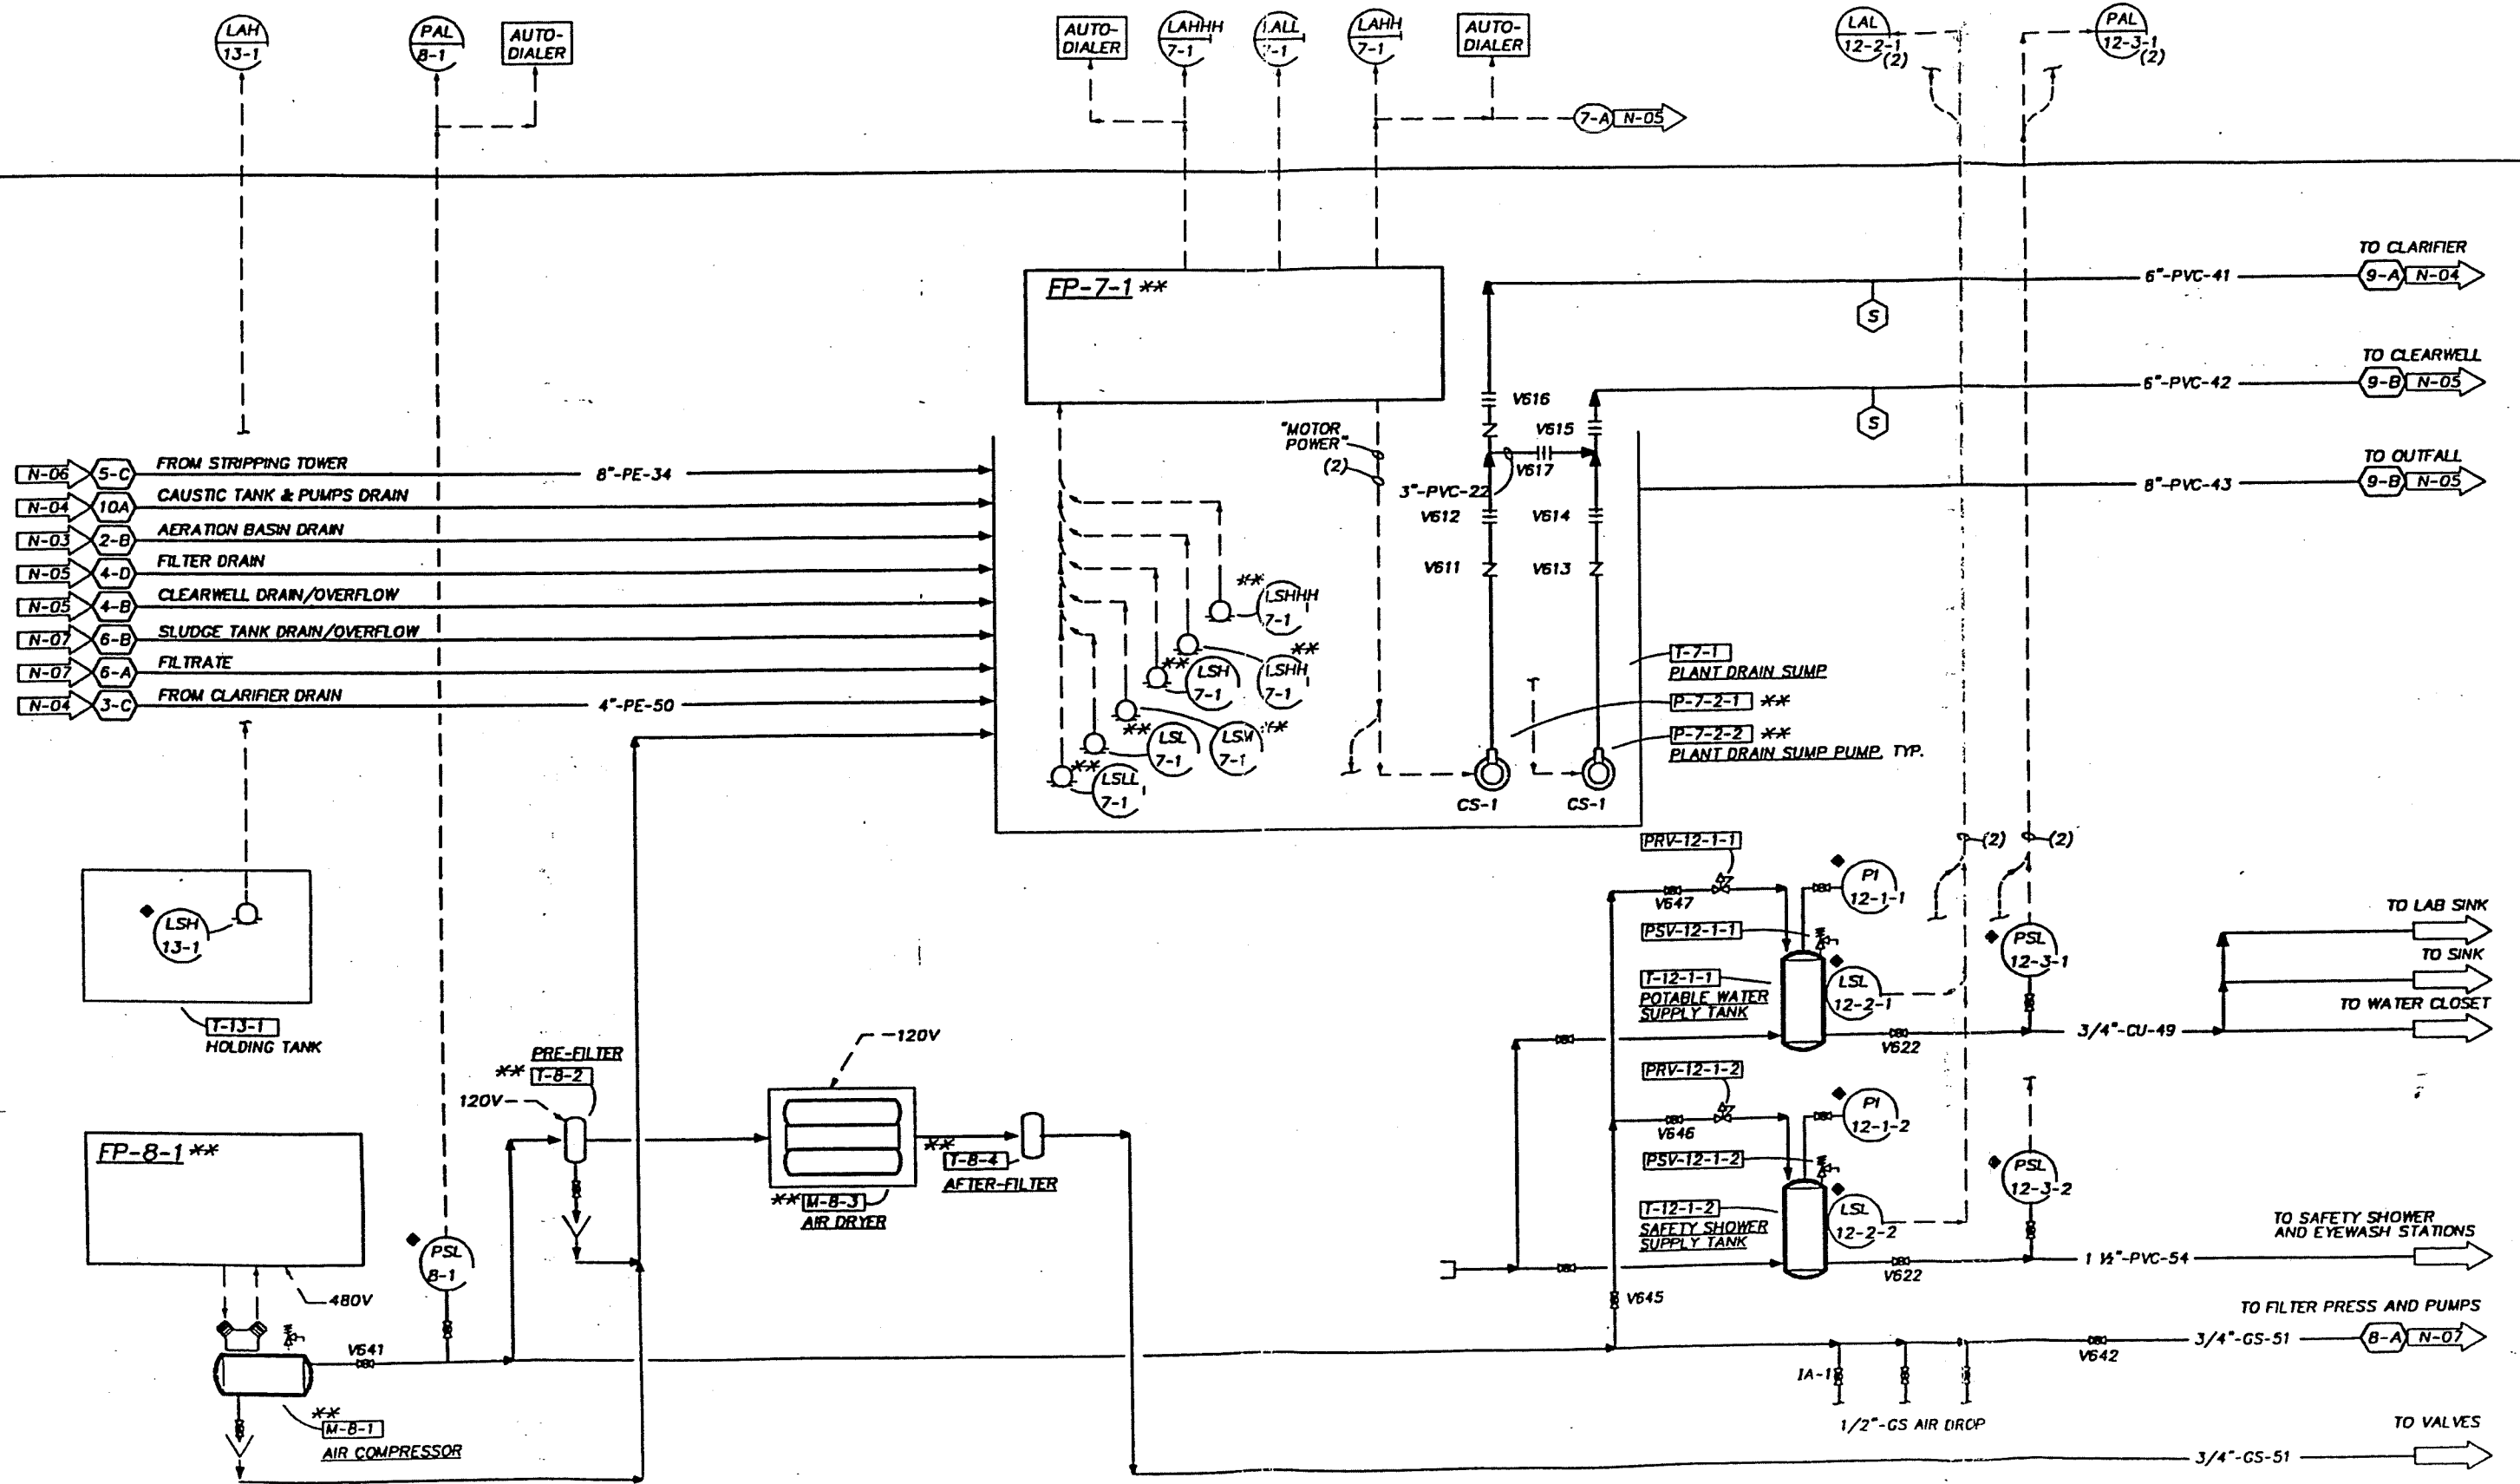 LAH
13-1
PAL
8-1
AUTO-
DIALER
AUTO-
DIALER
LAHHH
7-1
LALL
7-1
LAHH
7-1
AUTO-
DIALER
LAL
12-2-1
(2)
PAL
12-3-1
(2)
7-A N-05
FP-7-1 **
TO CLARIFIER
6"-PVC-41
9-A N-04
S
TO CLEARWELL
6"-PVC-42
9-B N-05
S
TO OUTFALL
8"-PVC-43
9-B N-05
V616
V615
"MOTOR
POWER"
(2)
V617
3"-PVC-22
V612
V614
V611
V613
N-06 5-C FROM STRIPPING TOWER 8"-PE-34
N-04 10A CAUSTIC TANK & PUMPS DRAIN
N-03 2-B AERATION BASIN DRAIN
N-05 4-D FILTER DRAIN
N-05 4-B CLEARWELL DRAIN/OVERFLOW
N-07 6-B SLUDGE TANK DRAIN/OVERFLOW
N-07 6-A FILTRATE
N-04 3-C FROM CLARIFIER DRAIN 4"-PE-50
** LSHHH
7-1
** LSHH
7-1
** LSH
7-1
** LSM
7-1
** LSL
7-1
** LSLL
7-1
T-7-1
PLANT DRAIN SUMP
P-7-2-1 **
P-7-2-2 **
PLANT DRAIN SUMP PUMP, TYP.
CS-1
CS-1
LSH
13-1
T-13-1
HOLDING TANK
PRV-12-1-1
V647
PI
12-1-1
PSV-12-1-1
T-12-1-1
POTABLE WATER
SUPPLY TANK
LSL
12-2-1
(2)
(2)
PSL
12-3-1
V622
3/4"-CU-49
TO LAB SINK
TO SINK
TO WATER CLOSET
PRV-12-1-2
V646
PI
12-1-2
PSV-12-1-2
T-12-1-2
SAFETY SHOWER
SUPPLY TANK
LSL
12-2-2
PSL
12-3-2
V622
1 ½"-PVC-54
TO SAFETY SHOWER
AND EYEWASH STATIONS
PRE-FILTER
** T-8-2
120V
120V
** M-8-3
AIR DRYER
** T-8-4
AFTER-FILTER
FP-8-1 **
480V
PSL
8-1
V641
** M-8-1
AIR COMPRESSOR
V645
TO FILTER PRESS AND PUMPS
3/4"-GS-51
8-A N-07
V642
IA-1
1/2"-GS AIR DROP
TO VALVES
3/4"-GS-51